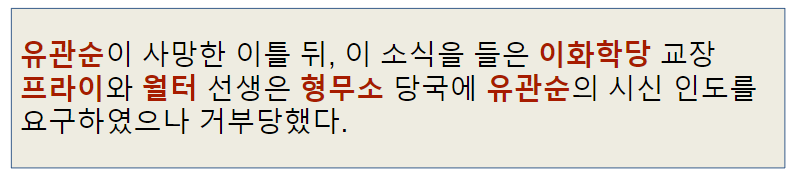 유관순이 사망한 이틀 뒤, 이 소식을 들은 이화학당 교장
프라이와 월터 선생은 형무소 당국에 유관순의 시신 인도를
요구하였으나 거부당했다.